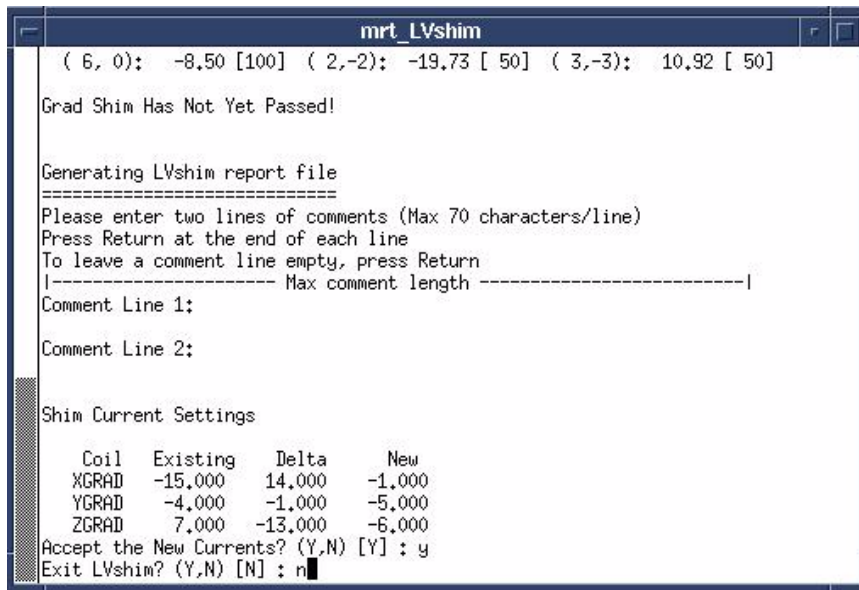 mrt_LVshim
( 6, 0): -8.50 [100] ( 2,-2): -19.73 [ 50] ( 3,-3): 10.92 [ 50]
Grad Shim Has Not Yet Passed!
Generating LVshim report file
=============================
Please enter two lines of comments (Max 70 characters/line)
Press Return at the end of each line
To leave a comment line empty, press Return
|---------------------- Max comment length --------------------------|
Comment Line 1:
Comment Line 2:
Shim Current Settings
Coil Existing Delta New
XGRAD -15.000 14.000 -1.000
YGRAD -4.000 -1.000 -5.000
ZGRAD 7.000 -13.000 -6.000
Accept the New Currents? (Y,N) [Y] : y
Exit LVshim? (Y,N) [N] : n